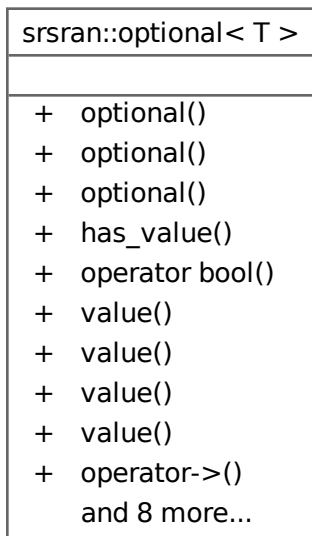 srsran::optional< T >
+ optional()
+ optional()
+ optional()
+ has_value()
+ operator bool()
+ value()
+ value()
+ value()
+ value()
+ operator->()
and 8 more...